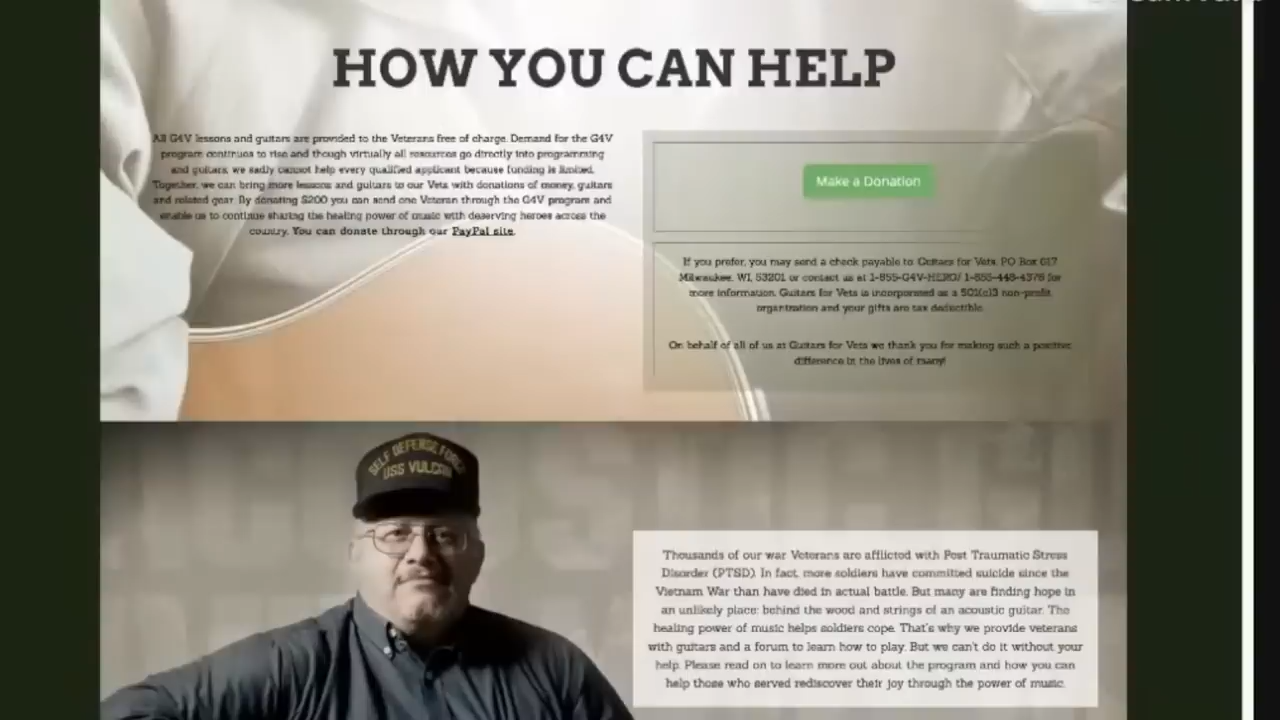 HOW YOU CAN HELP
All G4V lessons and guitars are provided to the Veterans free of charge. Demand for the G4V
program continues to rise and though virtually all resources go directly into programming
and guitars, we sadly cannot help every qualified applicant because funding is limited.
Together, we can bring more lessons and guitars to our Vets with donations of money, guitars
and related gear. By donating $200 you can send one Veteran through the G4V program and
enable us to continue sharing the healing power of music with deserving heroes across the
country. You can donate through our PayPal site.
Make a Donation
If you prefer, you may send a check payable to: Guitars for Vets, PO Box 617
Milwaukee, WI, 53201 or contact us at 1-855-G4V-HERO/ 1-855-448-4376 for
more information. Guitars for Vets is incorporated as a 501(c)3 non-profit
organization and your gifts are tax deductible.
On behalf of all of us at Guitars for Vets we thank you for making such a positive
difference in the lives of many!
SELF DEFENSE FORCE
USS VULCAN
Thousands of our war Veterans are afflicted with Post Traumatic Stress
Disorder (PTSD). In fact, more soldiers have committed suicide since the
Vietnam War than have died in actual battle. But many are finding hope in
an unlikely place: behind the wood and strings of an acoustic guitar. The
healing power of music helps soldiers cope. That's why we provide veterans
with guitars and a forum to learn how to play. But we can't do it without your
help. Please read on to learn more out about the program and how you can
help those who served rediscover their joy through the power of music.